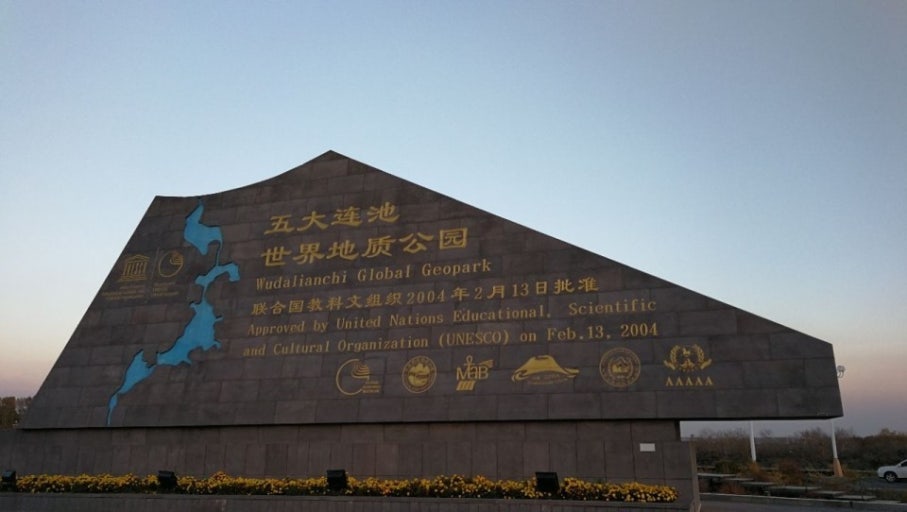 五大连池
世界地质公园
Wudalianchi Global Geopark
联合国教科文组织2004年2月13日批准
Approved by United Nations Educational. Scientific
and Cultural Organization (UNESCO) on Feb.13, 2004
MAB
AAAAA